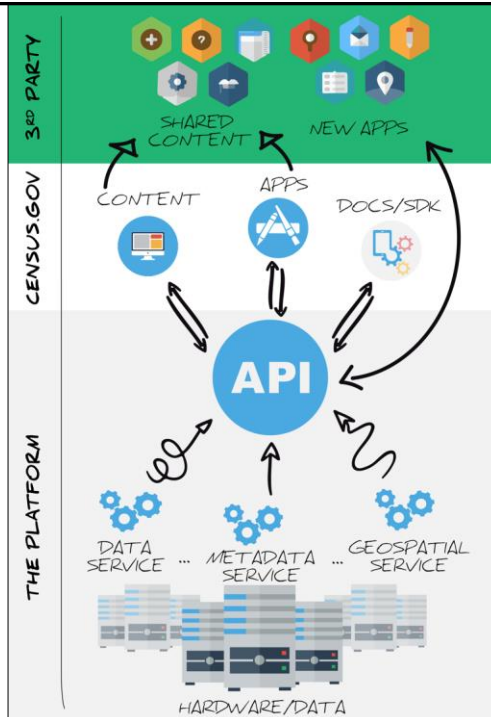 3RD PARTY
SHARED
CONTENT
NEW APPS
CENSUS.GOV
CONTENT
APPS
DOCS/SDK
THE PLATFORM
API
DATA
SERVICE
...
METADATA
SERVICE
...
GEOSPATIAL
SERVICE
HARDWARE/DATA